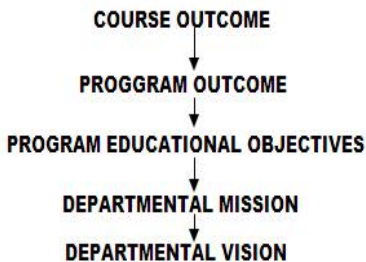 COURSE OUTCOME
PROGGRAM OUTCOME
PROGRAM EDUCATIONAL OBJECTIVES
DEPARTMENTAL MISSION
DEPARTMENTAL VISION